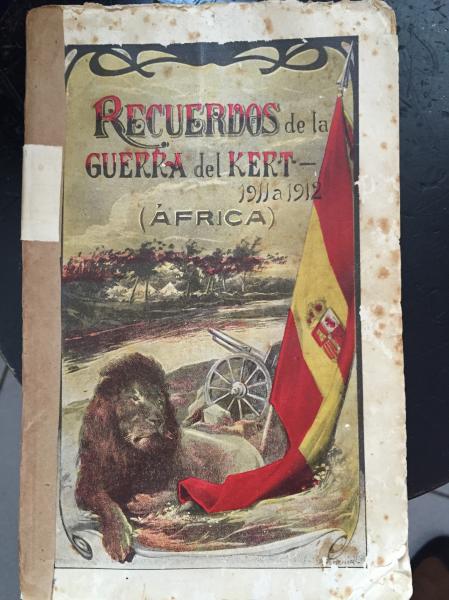 RECUERDOS de la
GUERRA del KERT—
1911 a 1912
(ÁFRICA)